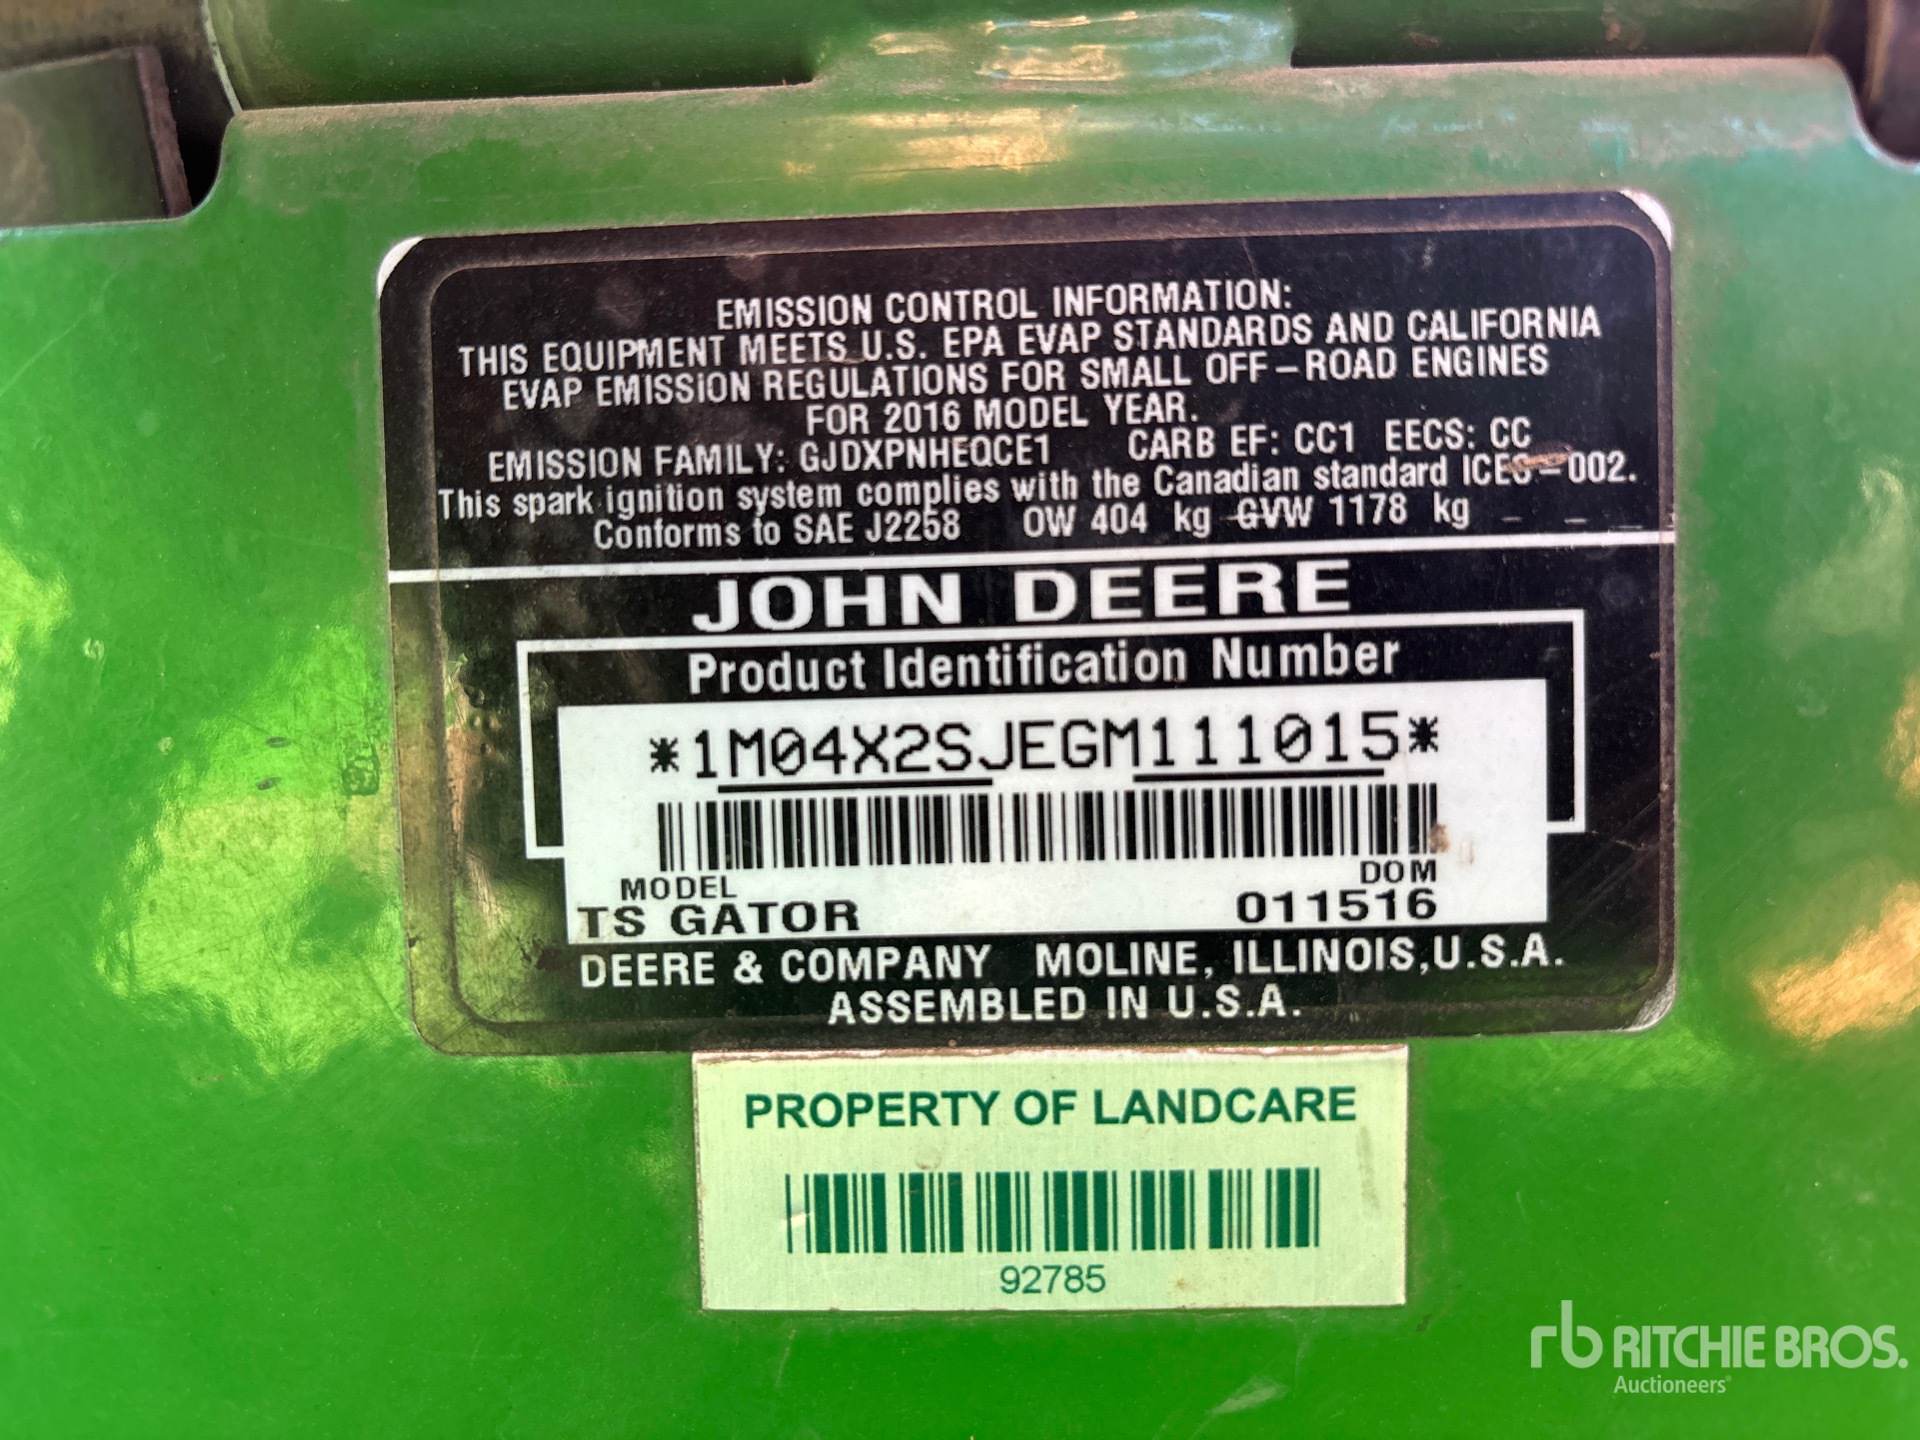 EMISSION CONTROL INFORMATION:
THIS EQUIPMENT MEETS U.S. EPA EVAP STANDARDS AND CALIFORNIA
EVAP EMISSION REGULATIONS FOR SMALL OFF-ROAD ENGINES
FOR 2016 MODEL YEAR.
EMISSION FAMILY: GJDXPNHEQCE1 CARB EF: CC1 EECS: CC
This spark ignition system complies with the Canadian standard ICES-002.
Conforms to SAE J2258 OW 404 kg GVW 1178 kg
JOHN DEERE
Product Identification Number
*1M04X2SJEGM111015*
MODEL DOM
TS GATOR 011516
DEERE & COMPANY MOLINE, ILLINOIS, U.S.A.
ASSEMBLED IN U.S.A.
PROPERTY OF LANDCARE
92785
rb RITCHIE BROS.
Auctioneers